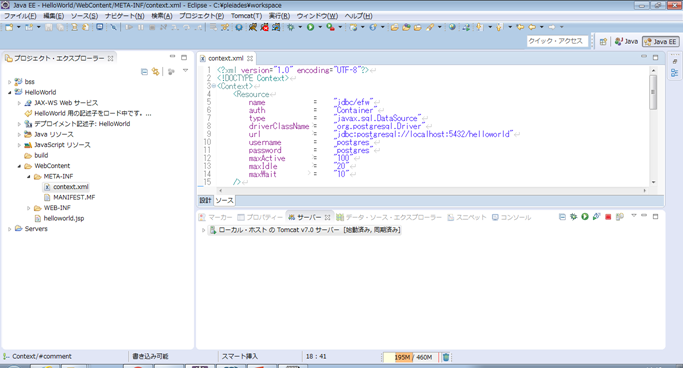 Java EE - HelloWorld/WebContent/META-INF/context.xml - Eclipse - C:¥pleiades¥workspace
ファイル(F) 編集(E) ソース(S) ナビゲート(N) 検索(A) プロジェクト(P) Tomcat(T) 実行(R) ウィンドウ(W) ヘルプ(H)
クイック・アクセス
Java
Java EE
プロジェクト・エクスプローラー
bss
HelloWorld
JAX-WS Web サービス
HelloWorld 用の記述子をロード中です。...
デプロイメント記述子: HelloWorld
Java リソース
JavaScript リソース
build
WebContent
META-INF
context.xml
MANIFEST.MF
WEB-INF
helloworld.jsp
Servers
context.xml
1 <?xml version="1.0" encoding="UTF-8"?>
2 <!DOCTYPE Context>
3 <Context>
4 <Resource
5 name = "jdbc/efw"
6 auth = "Container"
7 type = "javax.sql.DataSource"
8 driverClassName = "org.postgresql.Driver"
9 url = "jdbc:postgresql://localhost:5432/helloworld"
10 username = "postgres"
11 password = "postgres"
12 maxActive = "100"
13 maxIdle = "20"
14 maxWait = "10"
15 />
設計 ソース
マーカー プロパティー サーバー データ・ソース・エクスプローラー スニペット コンソール
ローカル・ホスト の Tomcat v7.0 サーバー [始動済み, 同期済み]
Context/#comment
書き込み可能
スマート挿入
18 : 41
195M / 460M